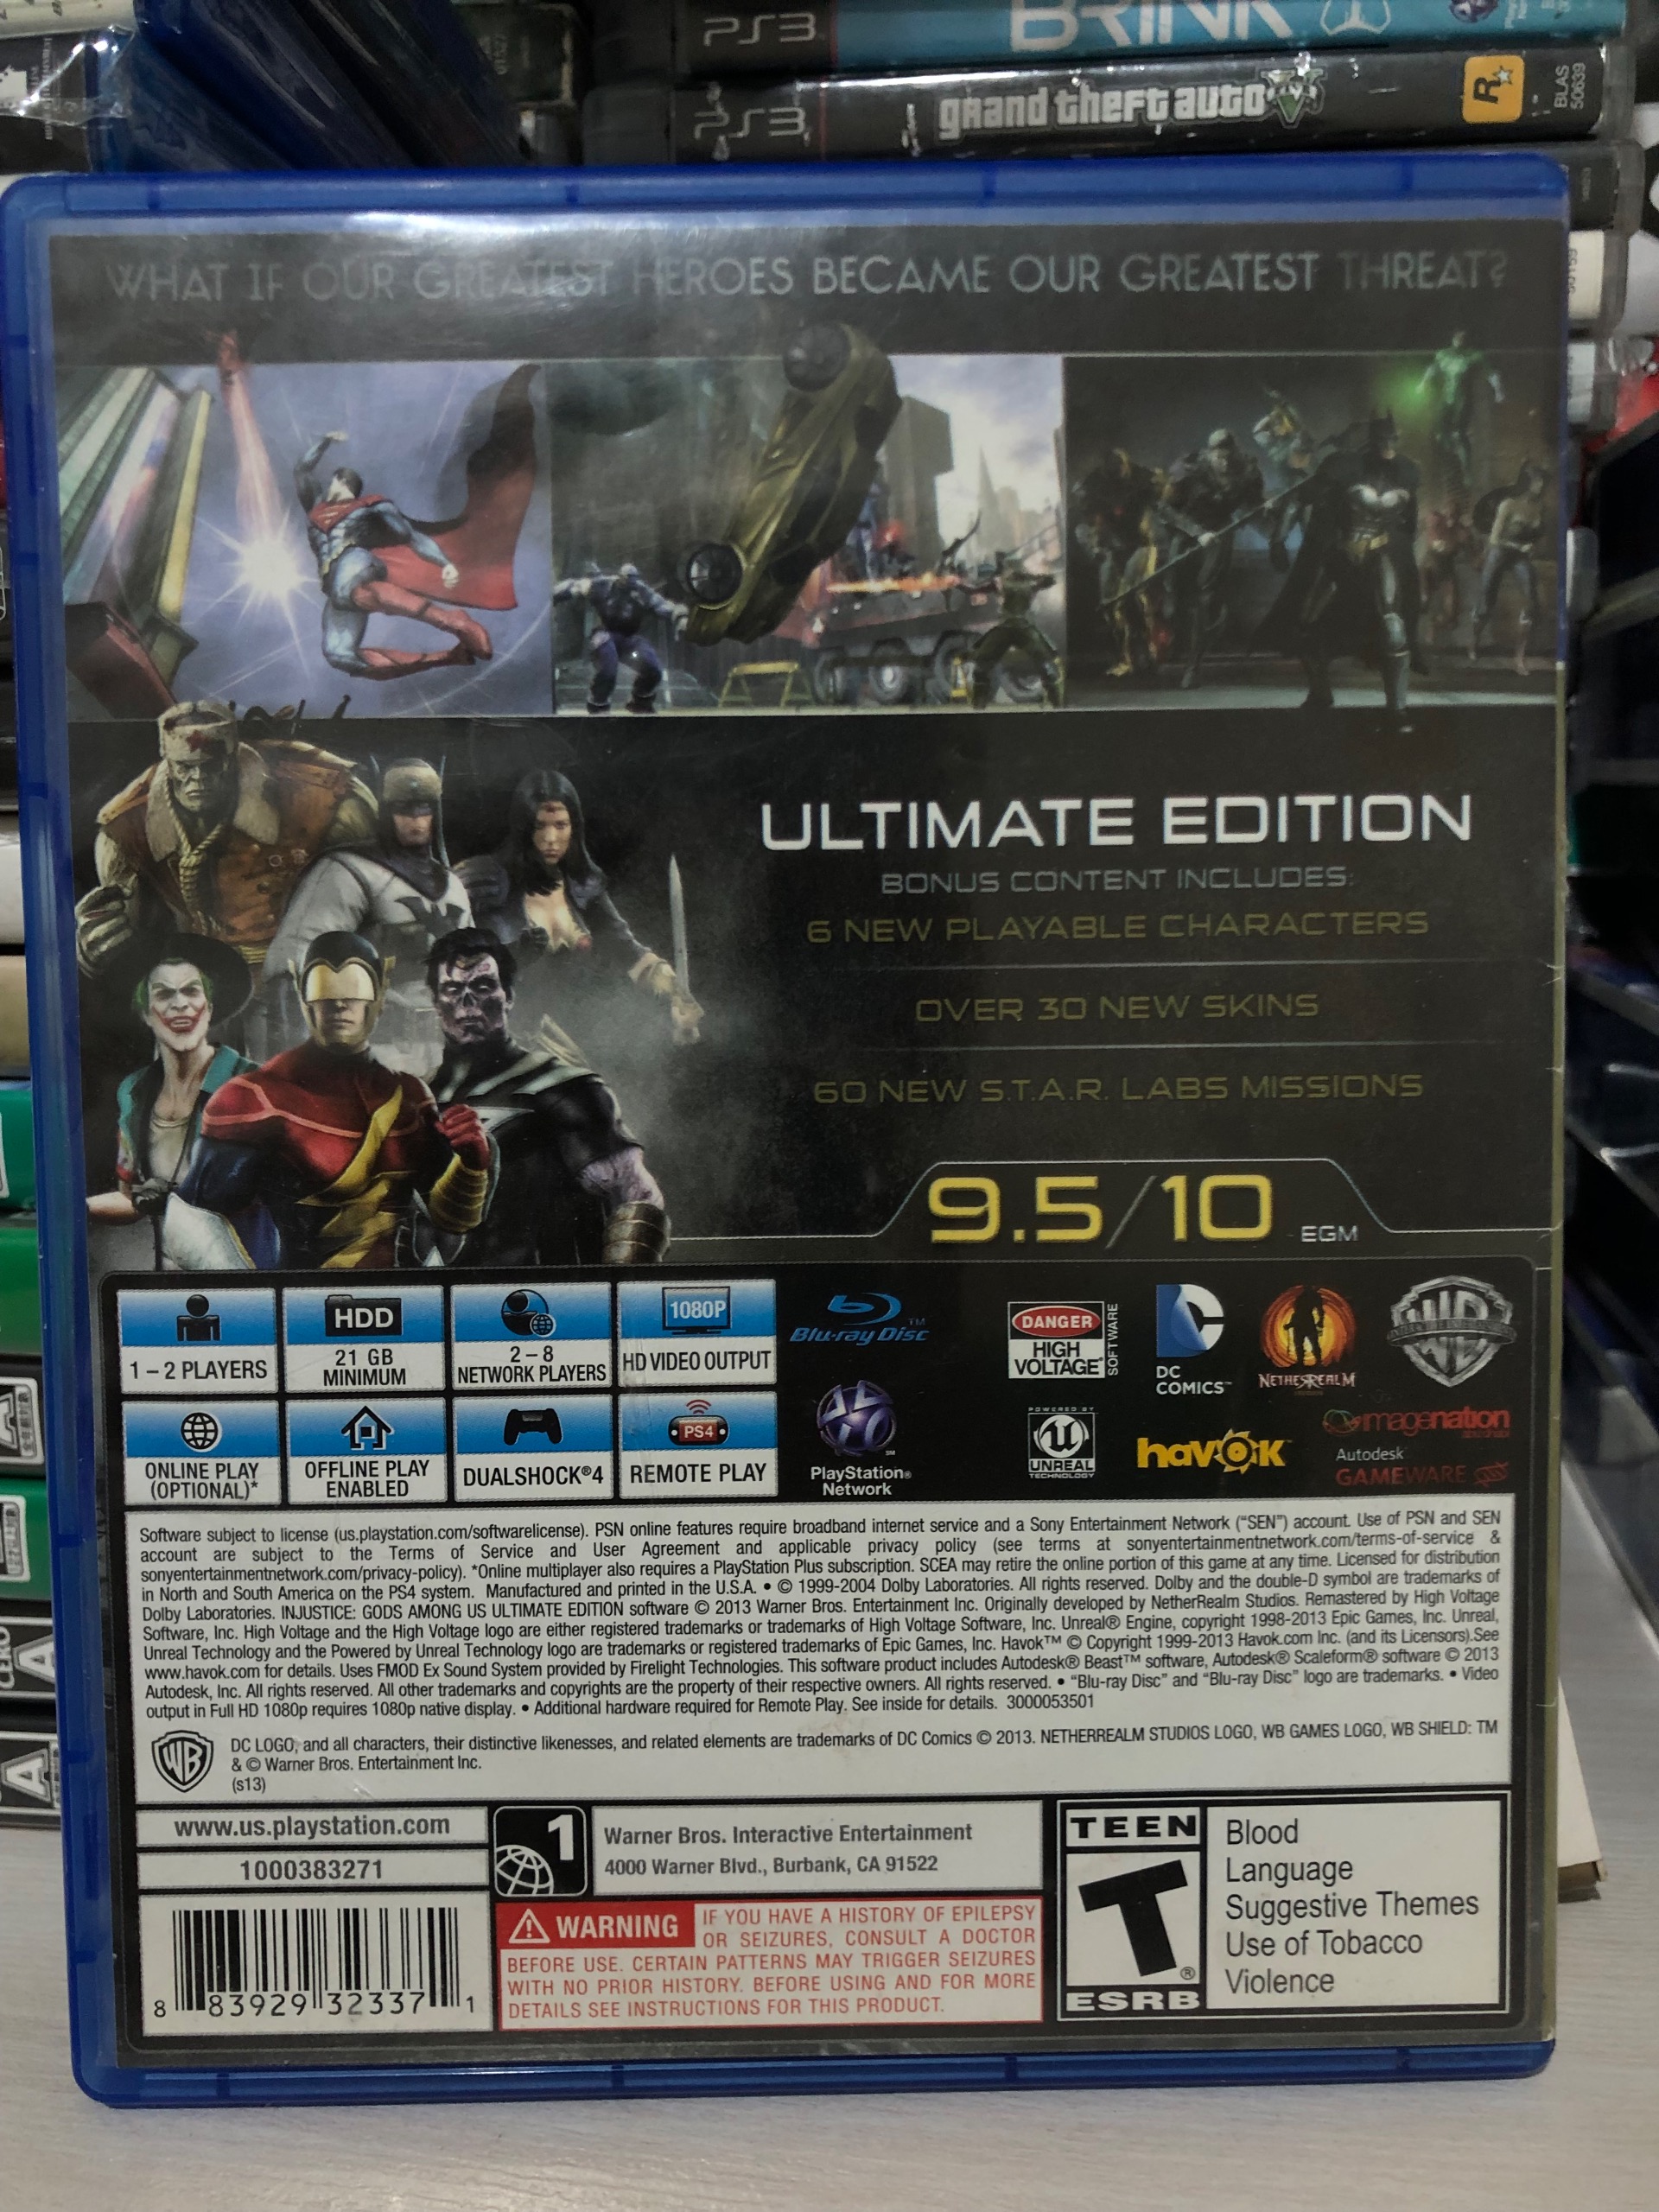 PS3 BRINK
PS3 grand theft auto V R★ BLAS 50639
WHAT IF OUR GREATEST HEROES BECAME OUR GREATEST THREAT?
ULTIMATE EDITION
BONUS CONTENT INCLUDES:
6 NEW PLAYABLE CHARACTERS
OVER 30 NEW SKINS
60 NEW S.T.A.R. LABS MISSIONS
9.5/10 - EGM
1 – 2 PLAYERS
HDD
21 GB
MINIMUM
2 – 8
NETWORK PLAYERS
1080P
HD VIDEO OUTPUT
ONLINE PLAY
(OPTIONAL)*
OFFLINE PLAY
ENABLED
DUALSHOCK®4
PS4
REMOTE PLAY
Blu-ray Disc™
PlayStation®
Network
SM
DANGER
HIGH
VOLTAGE®
SOFTWARE
DC
COMICS™
NETHERREALM
WB
POWERED BY
UNREAL
TECHNOLOGY
havok™
imagenation
Autodesk®
GAMEWARE
Software subject to license (us.playstation.com/softwarelicense). PSN online features require broadband internet service and a Sony Entertainment Network (“SEN”) account. Use of PSN and SEN
account are subject to the Terms of Service and User Agreement and applicable privacy policy (see terms at sonyentertainmentnetwork.com/terms-of-service &
sonyentertainmentnetwork.com/privacy-policy). *Online multiplayer also requires a PlayStation Plus subscription. SCEA may retire the online portion of this game at any time. Licensed for distribution
in North and South America on the PS4 system. Manufactured and printed in the U.S.A. • © 1999-2004 Dolby Laboratories. All rights reserved. Dolby and the double-D symbol are trademarks of
Dolby Laboratories. INJUSTICE: GODS AMONG US ULTIMATE EDITION software © 2013 Warner Bros. Entertainment Inc. Originally developed by NetherRealm Studios. Remastered by High Voltage
Software, Inc. High Voltage and the High Voltage logo are either registered trademarks or trademarks of High Voltage Software, Inc. Unreal® Engine, copyright 1998-2013 Epic Games, Inc. Unreal,
Unreal Technology and the Powered by Unreal Technology logo are trademarks or registered trademarks of Epic Games, Inc. Havok™ © Copyright 1999-2013 Havok.com Inc. (and its Licensors).See
www.havok.com for details. Uses FMOD Ex Sound System provided by Firelight Technologies. This software product includes Autodesk® Beast™ software, Autodesk® Scaleform® software © 2013
Autodesk, Inc. All rights reserved. All other trademarks and copyrights are the property of their respective owners. All rights reserved. • “Blu-ray Disc” and “Blu-ray Disc” logo are trademarks. • Video
output in Full HD 1080p requires 1080p native display. • Additional hardware required for Remote Play. See inside for details. 3000053501
WB
DC LOGO, and all characters, their distinctive likenesses, and related elements are trademarks of DC Comics © 2013. NETHERREALM STUDIOS LOGO, WB GAMES LOGO, WB SHIELD: TM
& © Warner Bros. Entertainment Inc.
(s13)
www.us.playstation.com
1000383271
1
Warner Bros. Interactive Entertainment
4000 Warner Blvd., Burbank, CA 91522
8 83929 32337 1
WARNING IF YOU HAVE A HISTORY OF EPILEPSY
OR SEIZURES, CONSULT A DOCTOR
BEFORE USE. CERTAIN PATTERNS MAY TRIGGER SEIZURES
WITH NO PRIOR HISTORY. BEFORE USING AND FOR MORE
DETAILS SEE INSTRUCTIONS FOR THIS PRODUCT.
TEEN
T®
ESRB
Blood
Language
Suggestive Themes
Use of Tobacco
Violence